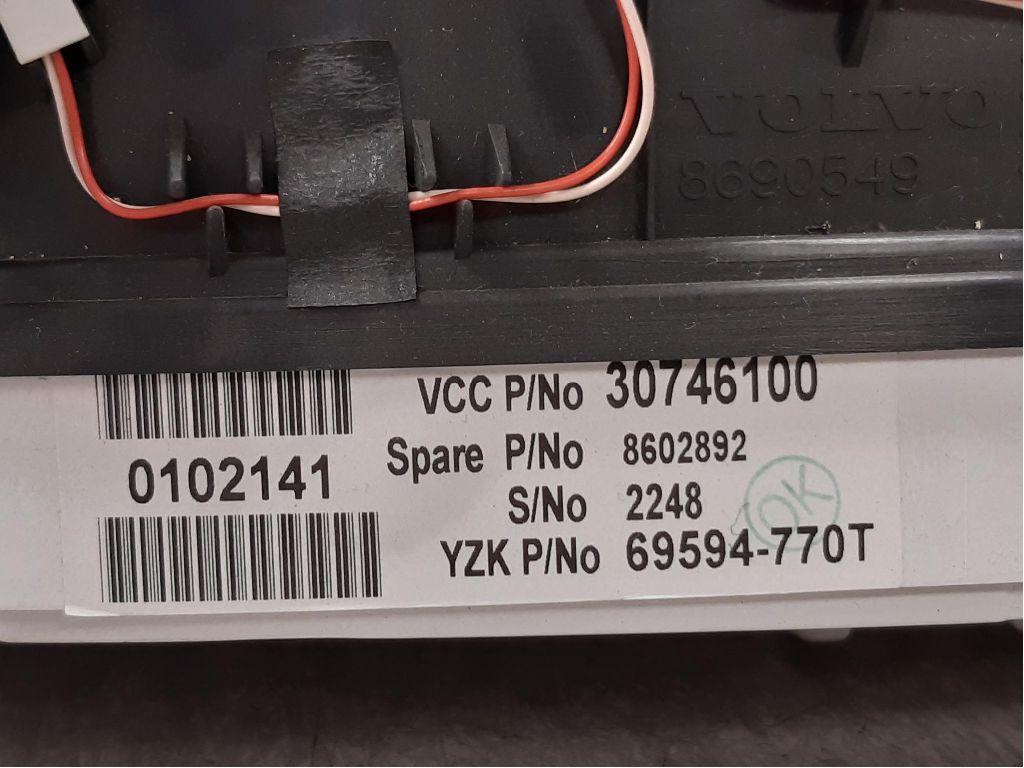 VOLVO
8690549
VCC P/No 30746100
Spare P/No 8602892
0102141
S/No 2248
OK
YZK P/No 69594-770T